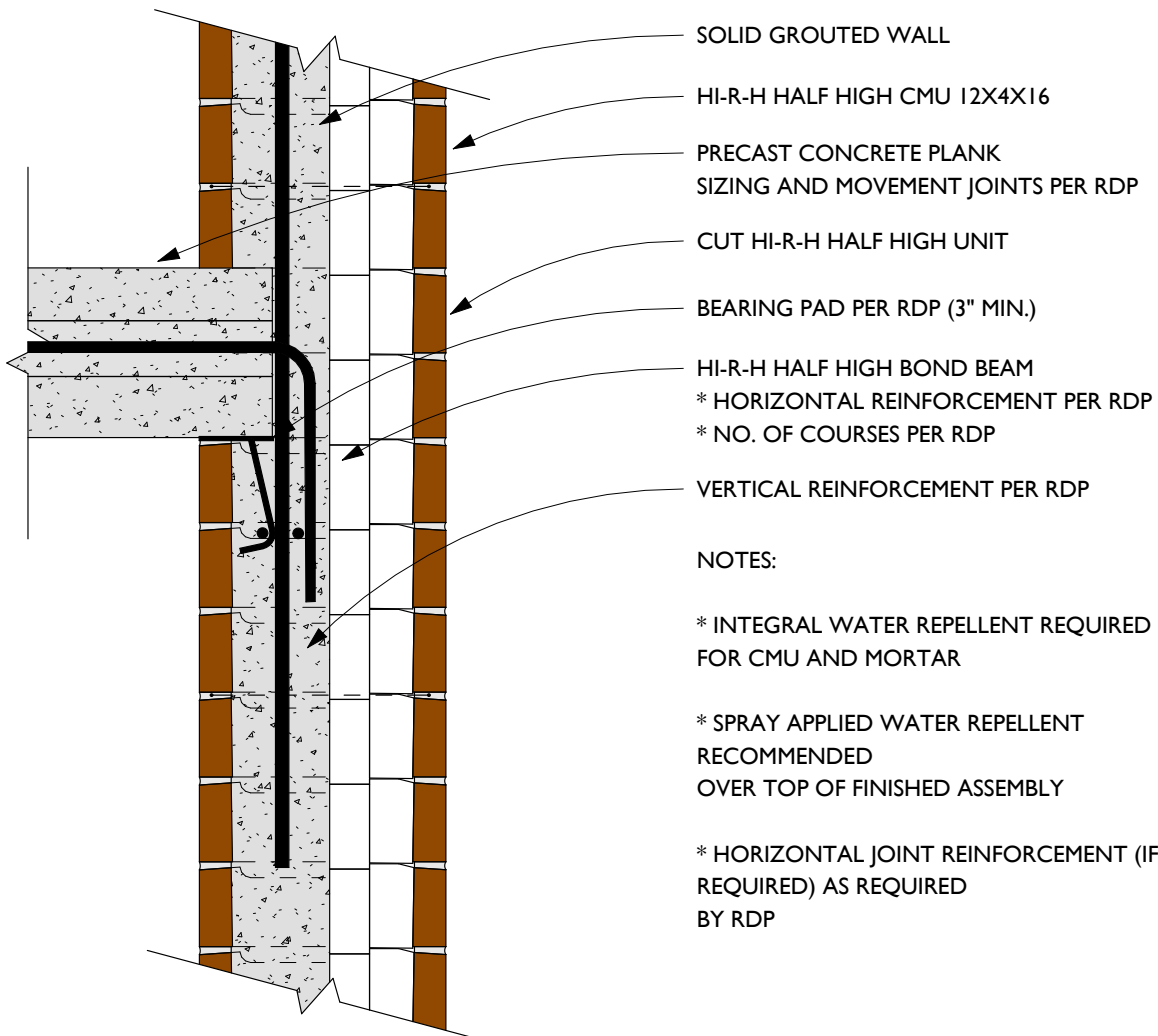 SOLID GROUTED WALL
HI-R-H HALF HIGH CMU 12X4X16
PRECAST CONCRETE PLANK
SIZING AND MOVEMENT JOINTS PER RDP
CUT HI-R-H HALF HIGH UNIT
BEARING PAD PER RDP (3" MIN.)
HI-R-H HALF HIGH BOND BEAM
* HORIZONTAL REINFORCEMENT PER RDP
* NO. OF COURSES PER RDP
VERTICAL REINFORCEMENT PER RDP
NOTES:
* INTEGRAL WATER REPELLENT REQUIRED
FOR CMU AND MORTAR
* SPRAY APPLIED WATER REPELLENT
RECOMMENDED
OVER TOP OF FINISHED ASSEMBLY
* HORIZONTAL JOINT REINFORCEMENT (IF
REQUIRED) AS REQUIRED
BY RDP